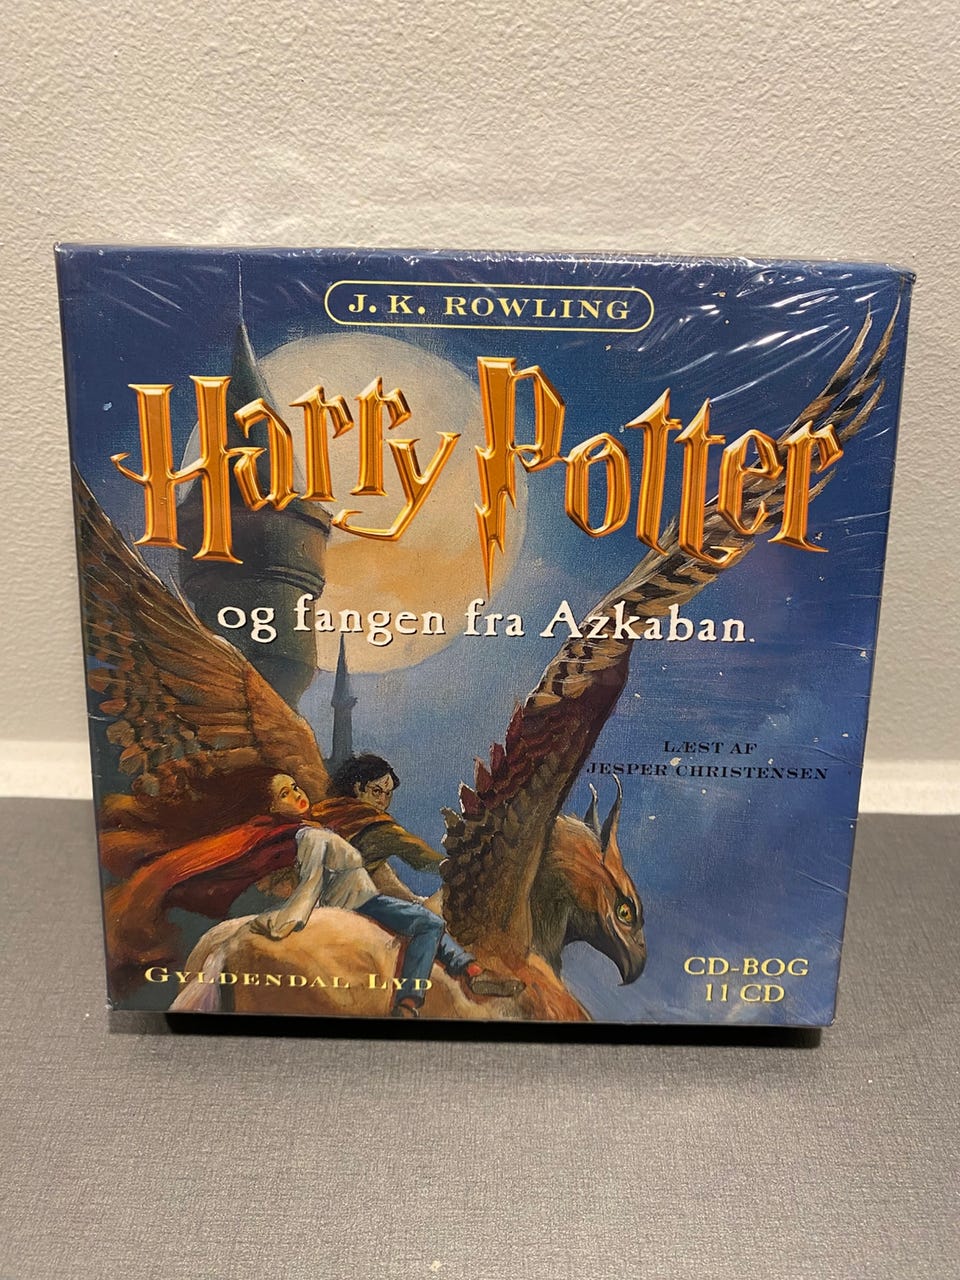 J. K. ROWLING
Harry Potter
og fangen fra Azkaban.
LÆST AF
JESPER CHRISTENSEN
GYLDENDAL LYD
CD-BOG
11 CD